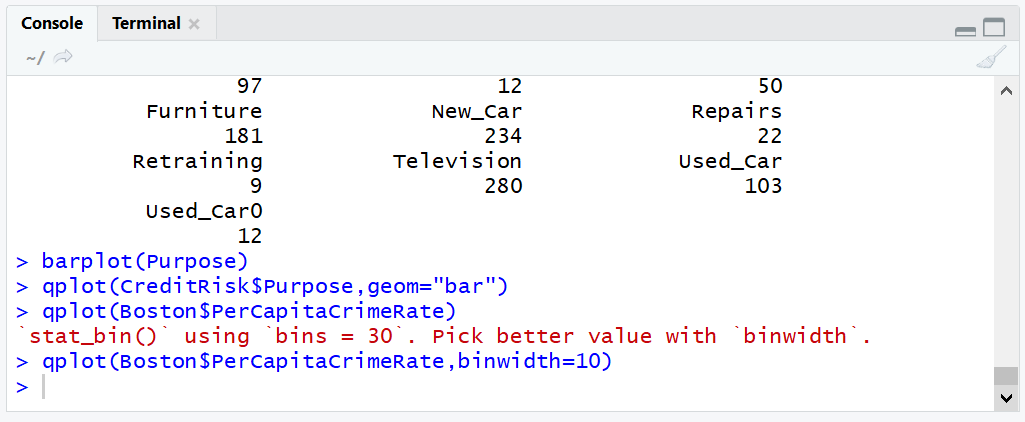 Console Terminal
~/
97 12 50
Furniture New_Car Repairs
181 234 22
Retraining Television Used_Car
9 280 103
Used_Car0
12
> barplot(Purpose)
> qplot(CreditRisk$Purpose,geom="bar")
> qplot(Boston$PerCapitaCrimeRate)
`stat_bin()` using `bins = 30`. Pick better value with `binwidth`.
> qplot(Boston$PerCapitaCrimeRate,binwidth=10)
>